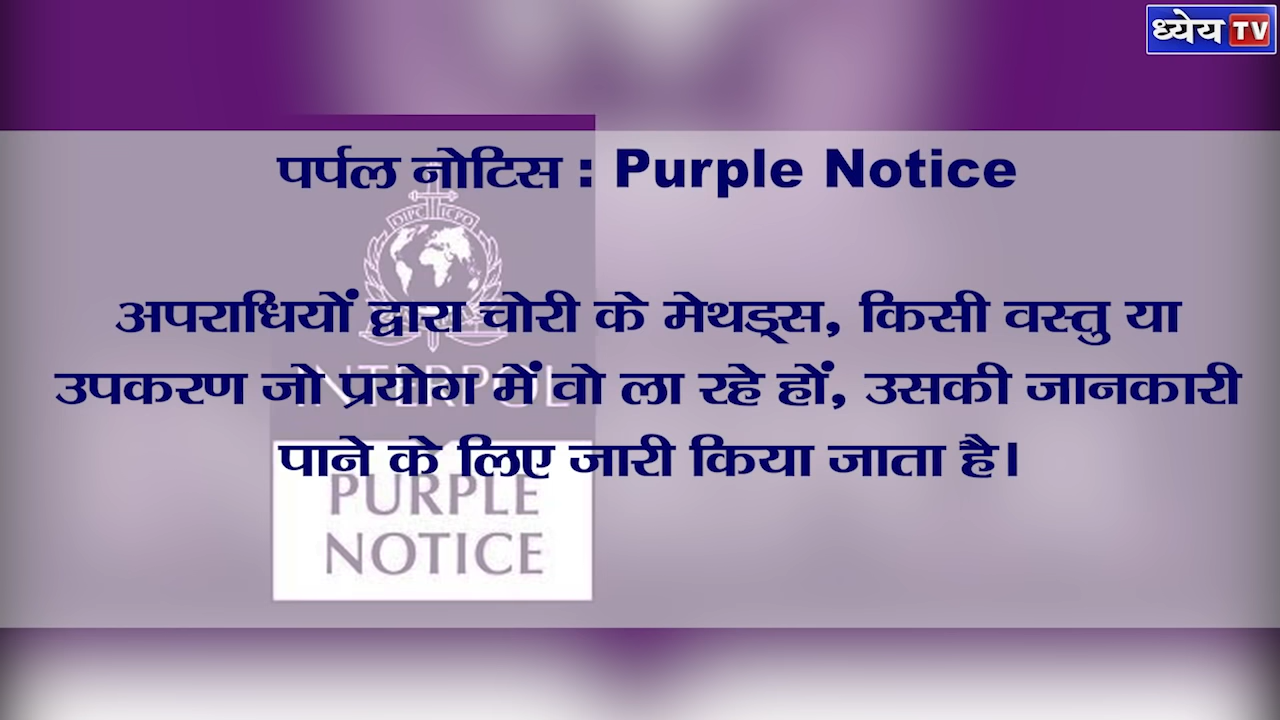 ध्येय TV
पर्पल नोटिस : Purple Notice
OIPC ICPO
अपराधियों द्वारा चोरी के मेथड्स, किसी वस्तु या
उपकरण जो प्रयोग में वो ला रहे हों, उसकी जानकारी
INTERPOL
पाने के लिए जारी किया जाता है।
PURPLE
NOTICE